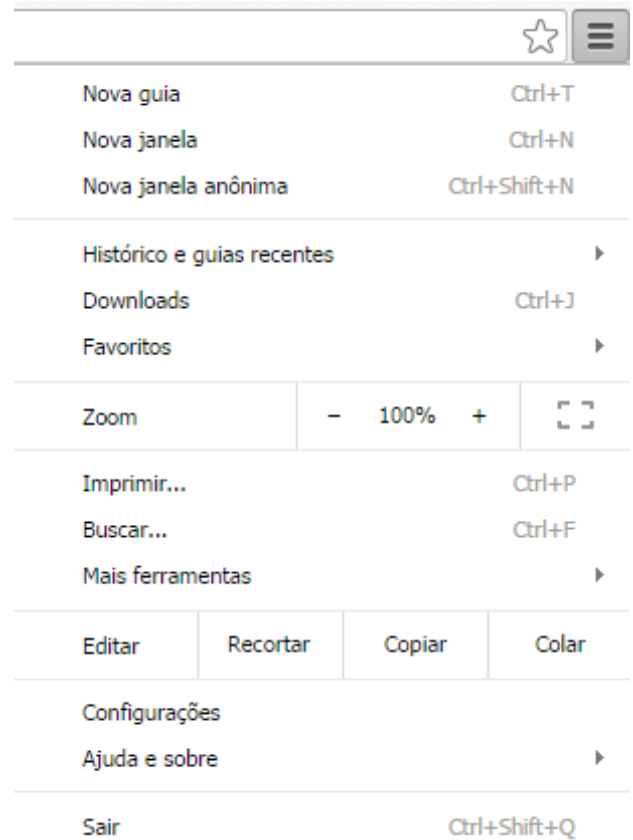 Nova guia Ctrl+T
Nova janela Ctrl+N
Nova janela anônima Ctrl+Shift+N
Histórico e guias recentes
Downloads Ctrl+J
Favoritos
Zoom − 100% +
Imprimir... Ctrl+P
Buscar... Ctrl+F
Mais ferramentas
Editar Recortar Copiar Colar
Configurações
Ajuda e sobre
Sair Ctrl+Shift+Q